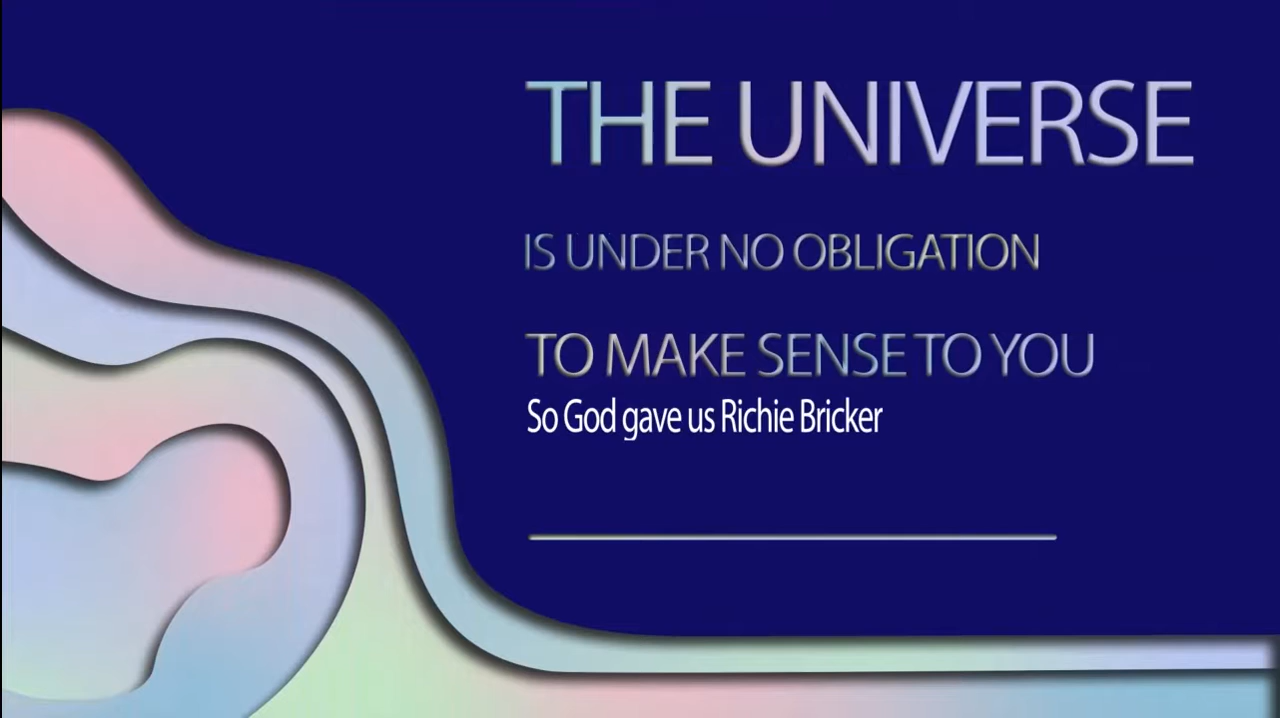 THE UNIVERSE
IS UNDER NO OBLIGATION
TO MAKE SENSE TO YOU
So God gave us Richie Bricker